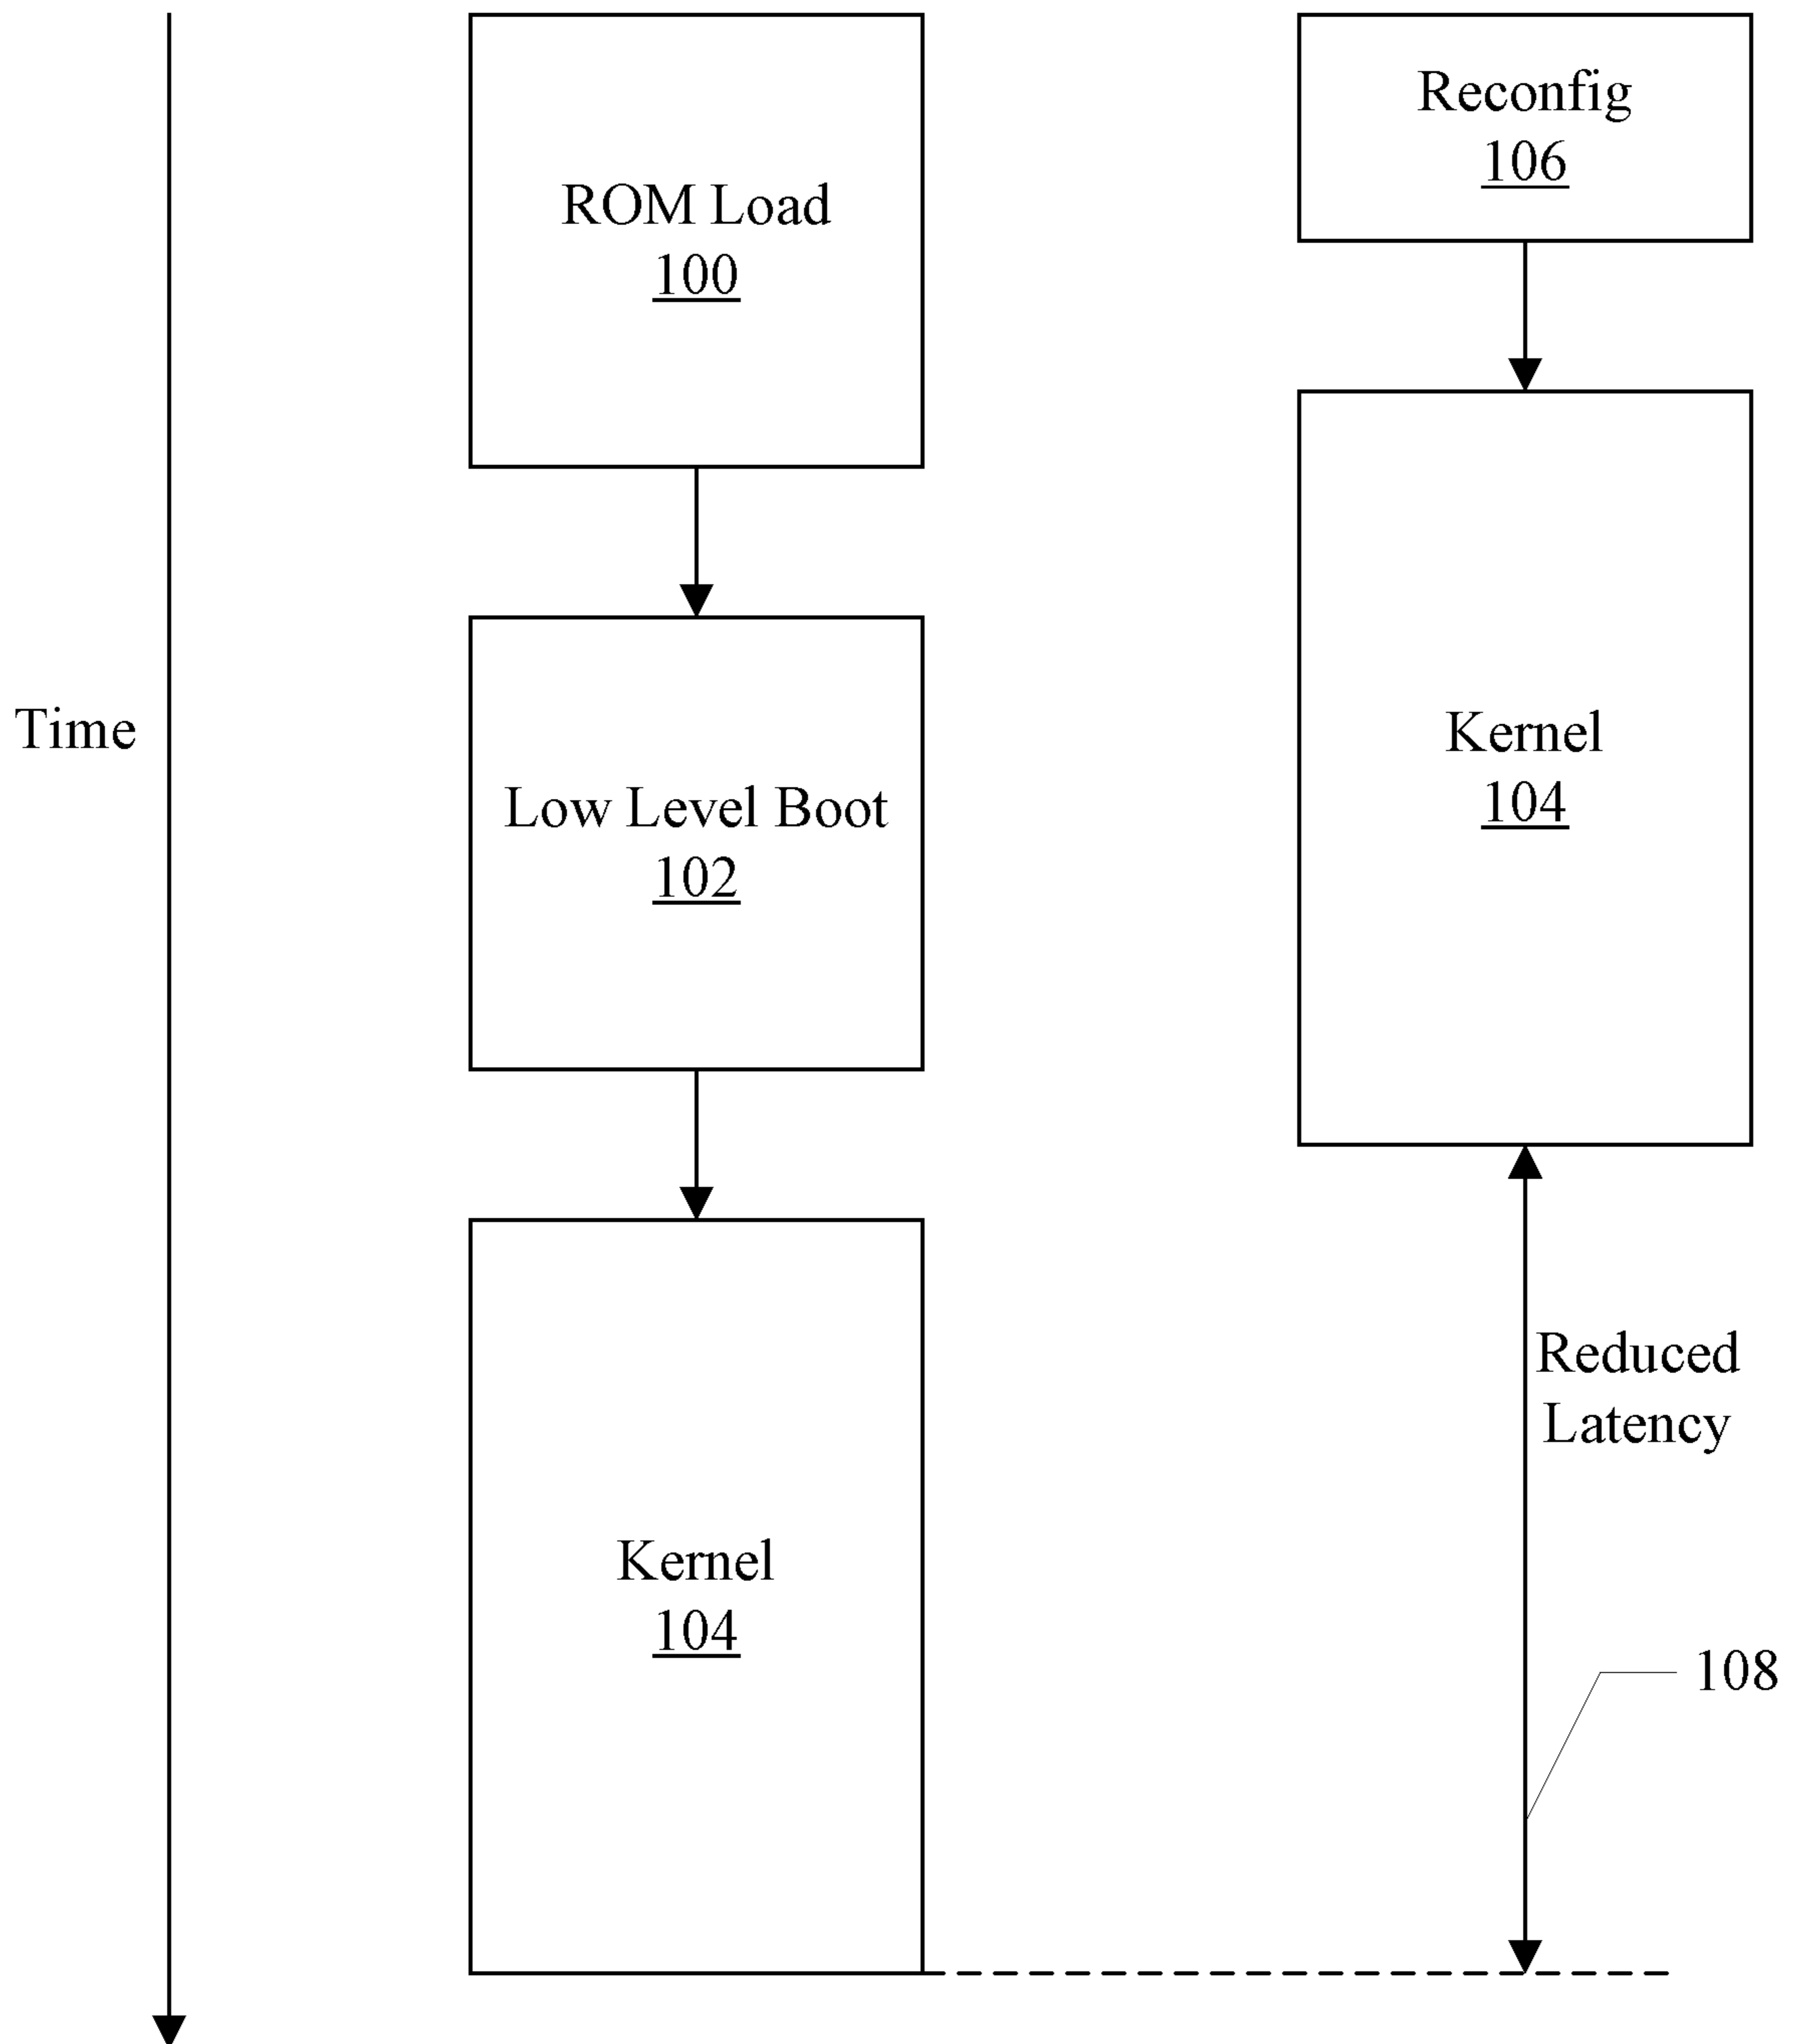 Time
ROM Load
100
Low Level Boot
102
Kernel
104
Reconfig
106
Kernel
104
Reduced
Latency
108